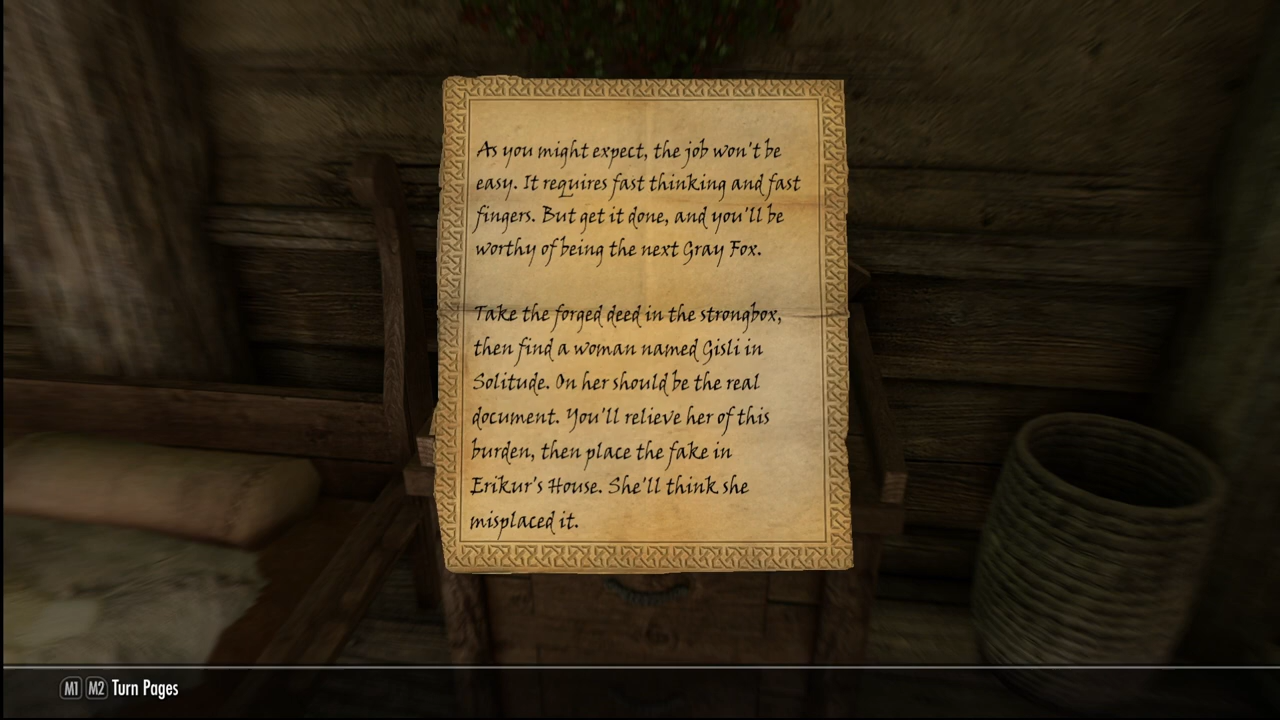 As you might expect, the job won't be
easy. It requires fast thinking and fast
fingers. But get it done, and you'll be
worthy of being the next Gray Fox.
Take the forged deed in the strongbox,
then find a woman named Gisli in
Solitude. On her should be the real
document. You'll relieve her of this
burden, then place the fake in
Erikur's House. She'll think she
misplaced it.
M1 M2 Turn Pages